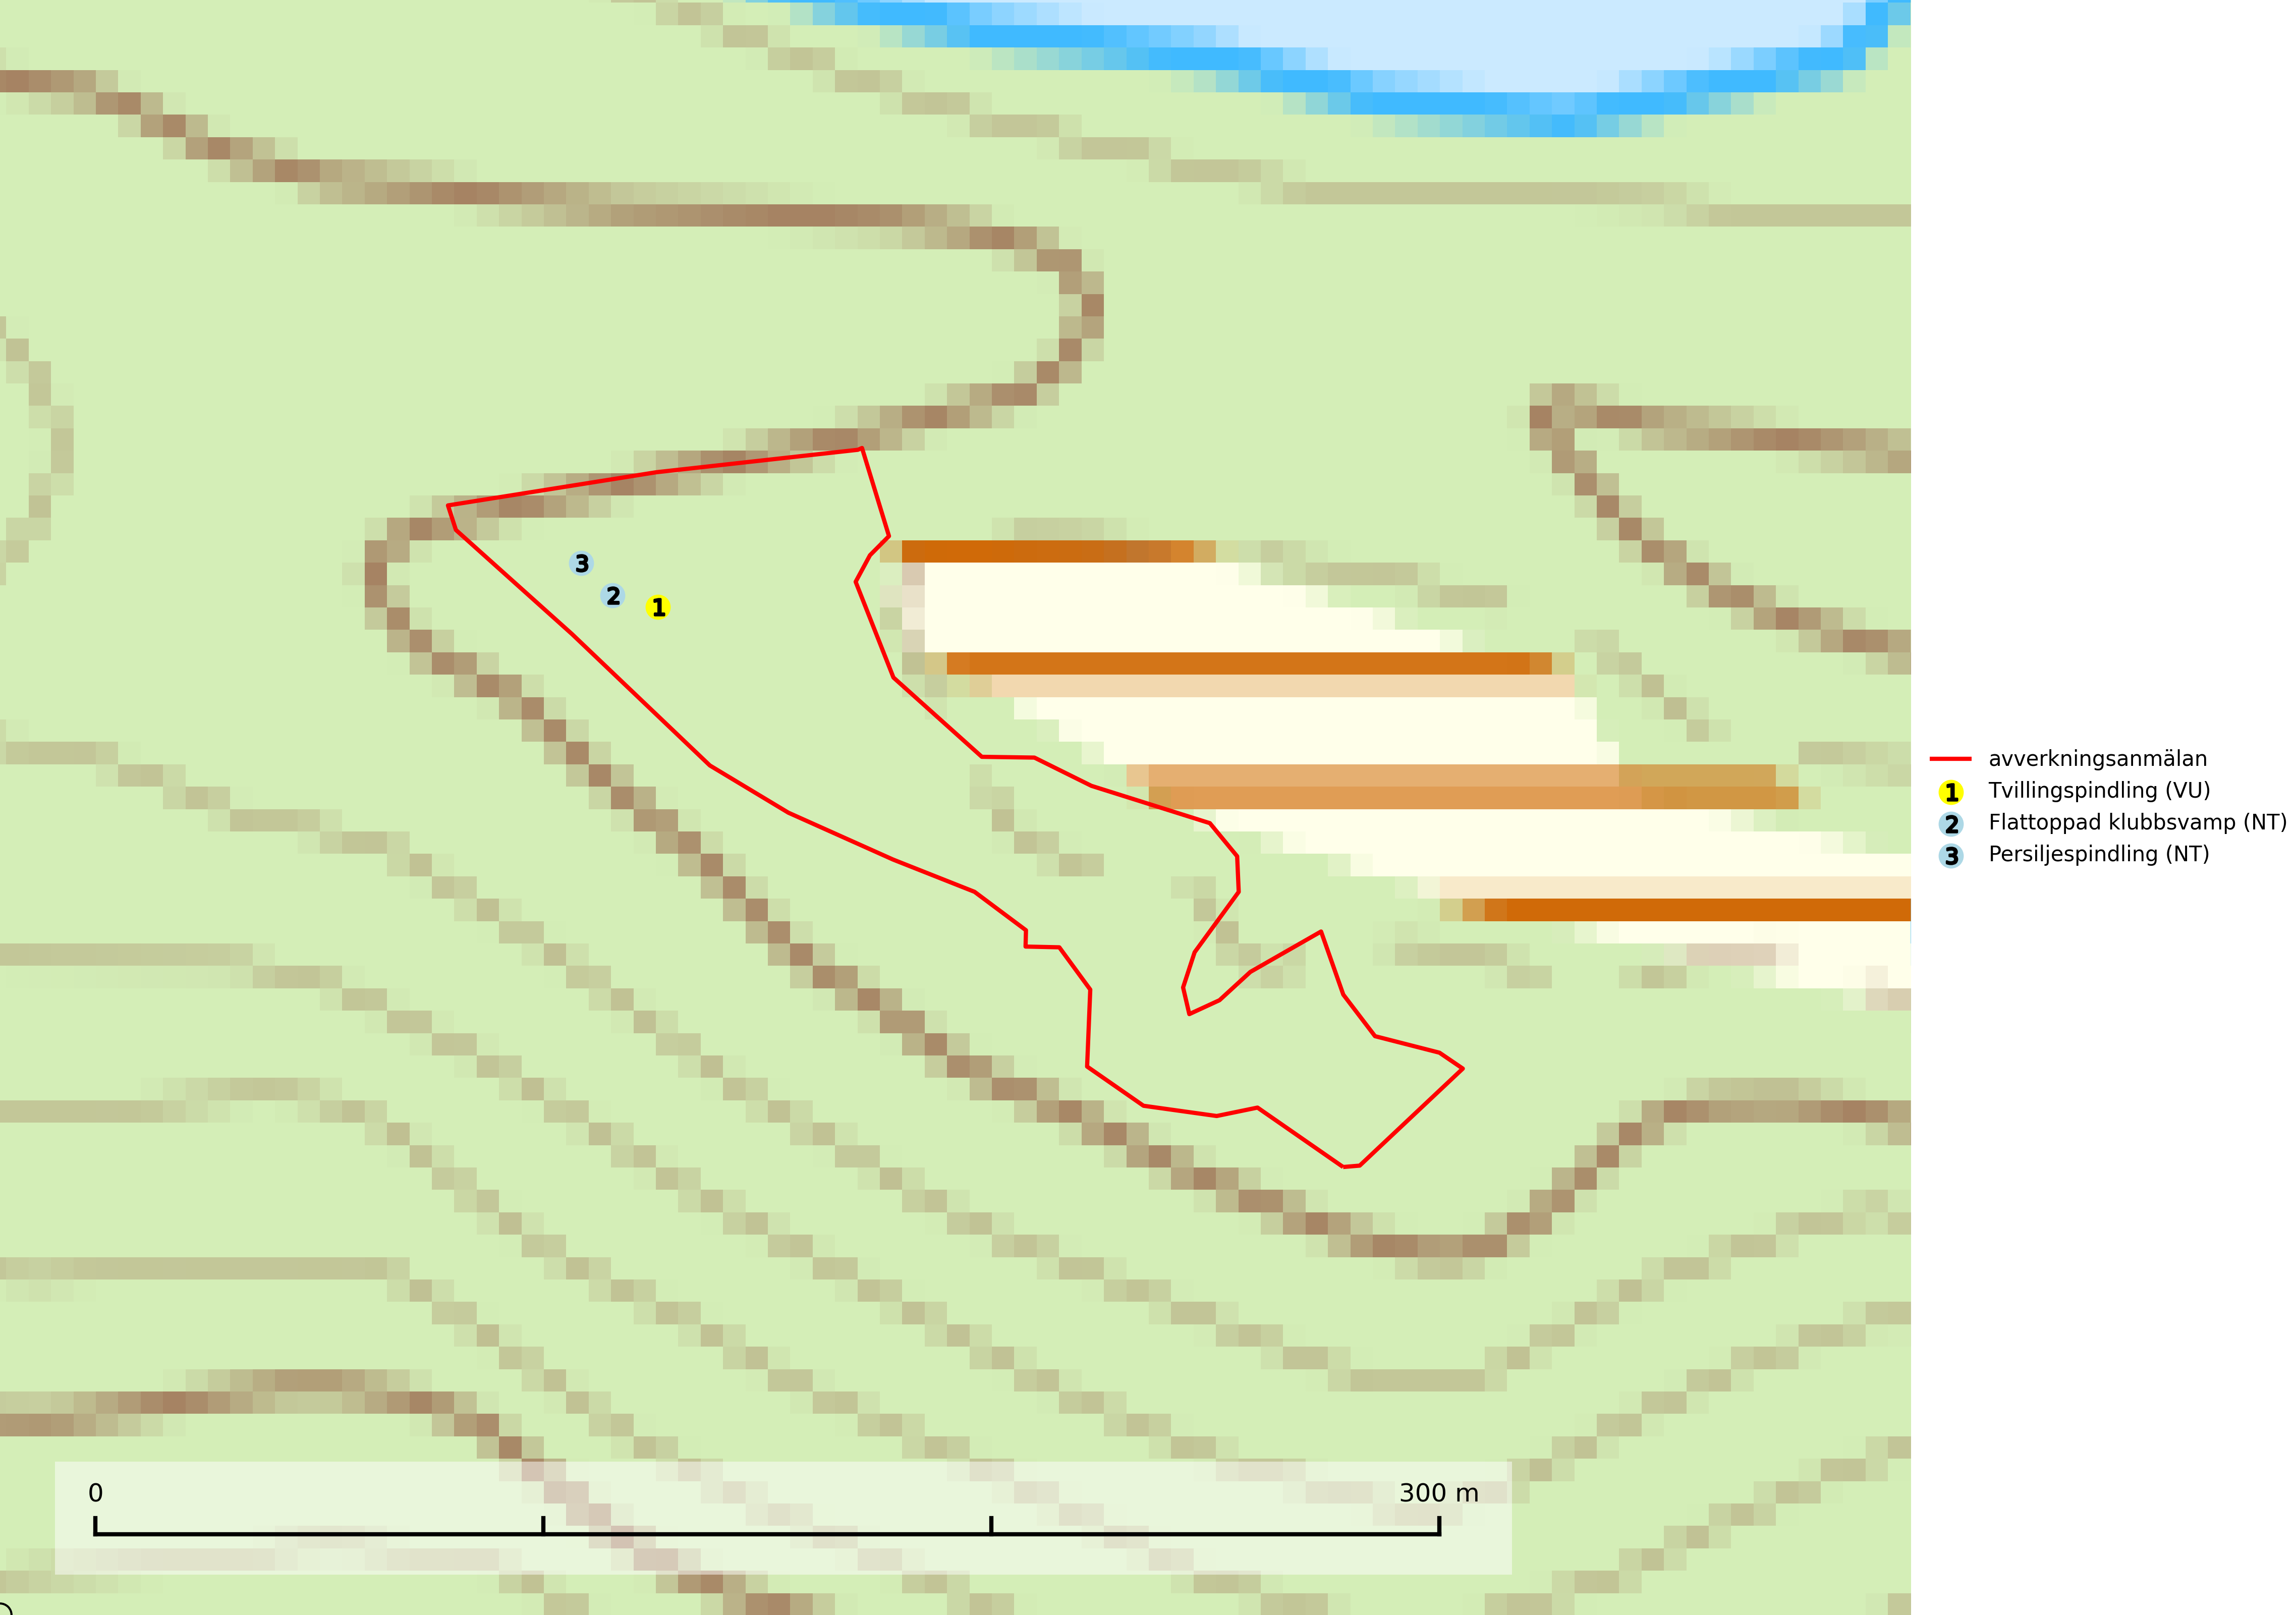 3
2
1
avverkningsanmälan
1 Tvillingspindling (VU)
2 Flattoppad klubbsvamp (NT)
3 Persiljespindling (NT)
0 300 m